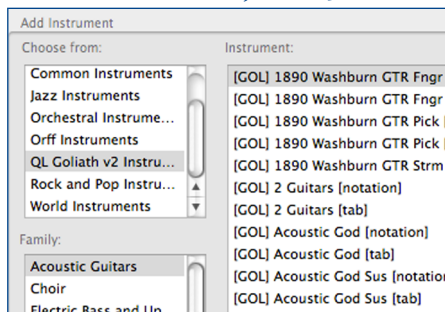 Add Instrument
Choose from:
Common Instruments
Jazz Instruments
Orchestral Instrume...
Orff Instruments
QL Goliath v2 Instru...
Rock and Pop Instru...
World Instruments
Family:
Acoustic Guitars
Choir
Electric Bass and Up
Instrument:
[GOL] 1890 Washburn GTR Fngr
[GOL] 1890 Washburn GTR Fngr
[GOL] 1890 Washburn GTR Pick [
[GOL] 1890 Washburn GTR Pick [
[GOL] 1890 Washburn GTR Strm
[GOL] 2 Guitars [notation]
[GOL] 2 Guitars [tab]
[GOL] Acoustic God [notation]
[GOL] Acoustic God [tab]
[GOL] Acoustic God Sus [notation
[GOL] Acoustic God Sus [tab]